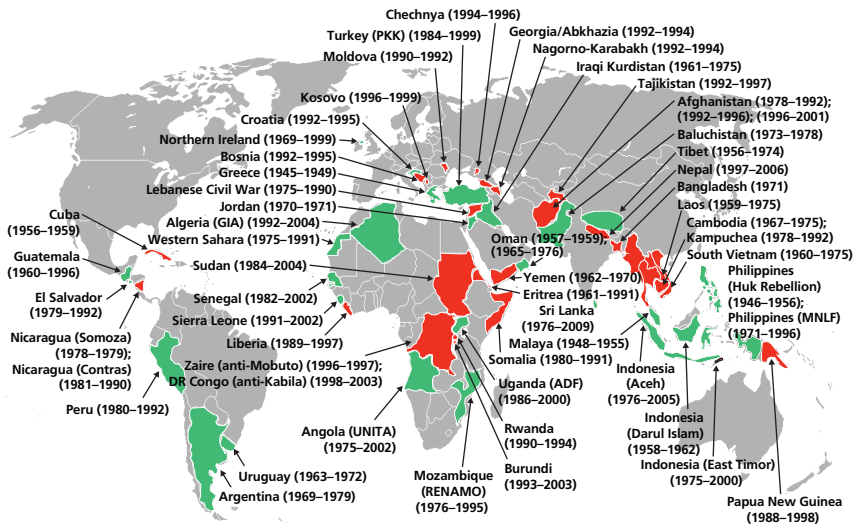 Chechnya (1994–1996)
Turkey (PKK) (1984–1999)
Georgia/Abkhazia (1992–1994)
Moldova (1990–1992)
Nagorno-Karabakh (1992–1994)
Iraqi Kurdistan (1961–1975)
Tajikistan (1992–1997)
Kosovo (1996–1999)
Afghanistan (1978–1992);
(1992–1996); (1996–2001)
Croatia (1992–1995)
Baluchistan (1973–1978)
Northern Ireland (1969–1999)
Tibet (1956–1974)
Bosnia (1992–1995)
Nepal (1997–2006)
Greece (1945–1949)
Bangladesh (1971)
Lebanese Civil War (1975–1990)
Laos (1959–1975)
Jordan (1970–1971)
Cuba
(1956–1959)
Algeria (GIA) (1992–2004)
Cambodia (1967–1975);
Kampuchea (1978–1992)
Western Sahara (1975–1991)
Oman (1957–1959);
(1965–1976)
South Vietnam (1960–1975)
Guatemala
(1960–1996)
Sudan (1984–2004)
Yemen (1962–1970)
Philippines
(Huk Rebellion)
(1946–1956);
Philippines (MNLF)
(1971–1996)
El Salvador
(1979–1992)
Senegal (1982–2002)
Eritrea (1961–1991)
Sri Lanka
(1976–2009)
Sierra Leone (1991–2002)
Liberia (1989–1997)
Malaya (1948–1955)
Nicaragua (Somoza)
(1978–1979);
Nicaragua (Contras)
(1981–1990)
Somalia (1980–1991)
Zaire (anti-Mobuto) (1996–1997);
DR Congo (anti-Kabila) (1998–2003)
Uganda (ADF)
(1986–2000)
Indonesia
(Aceh)
(1976–2005)
Peru (1980–1992)
Indonesia
(Darul Islam)
(1958–1962)
Angola (UNITA)
(1975–2002)
Rwanda
(1990–1994)
Indonesia (East Timor)
(1975–2000)
Burundi
(1993–2003)
Uruguay (1963–1972)
Mozambique
(RENAMO)
(1976–1995)
Argentina (1969–1979)
Papua New Guinea
(1988–1998)